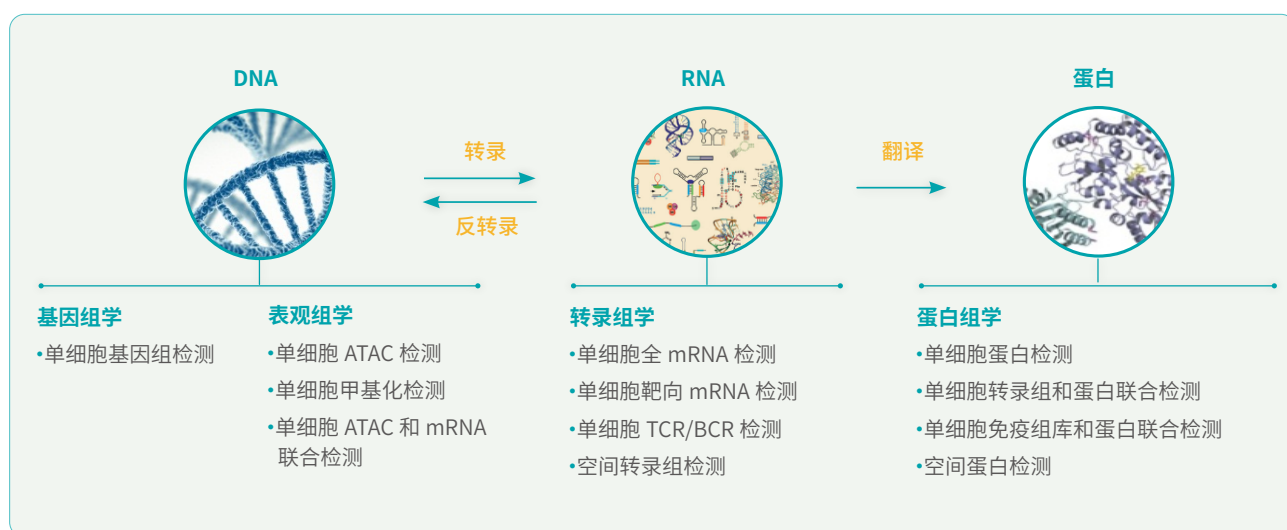 DNA
RNA
蛋白
转录
反转录
翻译
基因组学
•单细胞基因组检测
表观组学
•单细胞 ATAC 检测
•单细胞甲基化检测
•单细胞 ATAC 和 mRNA
联合检测
转录组学
•单细胞全 mRNA 检测
•单细胞靶向 mRNA 检测
•单细胞 TCR/BCR 检测
•空间转录组检测
蛋白组学
•单细胞蛋白检测
•单细胞转录组和蛋白联合检测
•单细胞免疫组库和蛋白联合检测
•空间蛋白检测